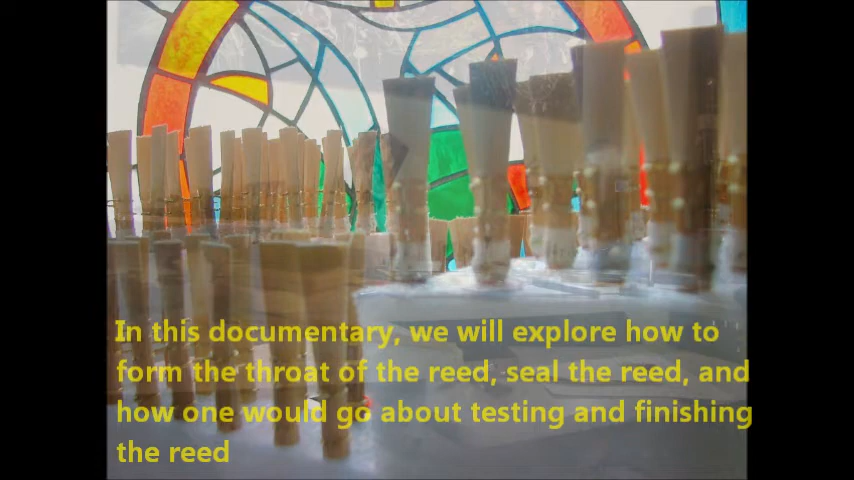 In this documentary, we will explore how to
form the throat of the reed, seal the reed, and
how one would go about testing and finishing
the reed